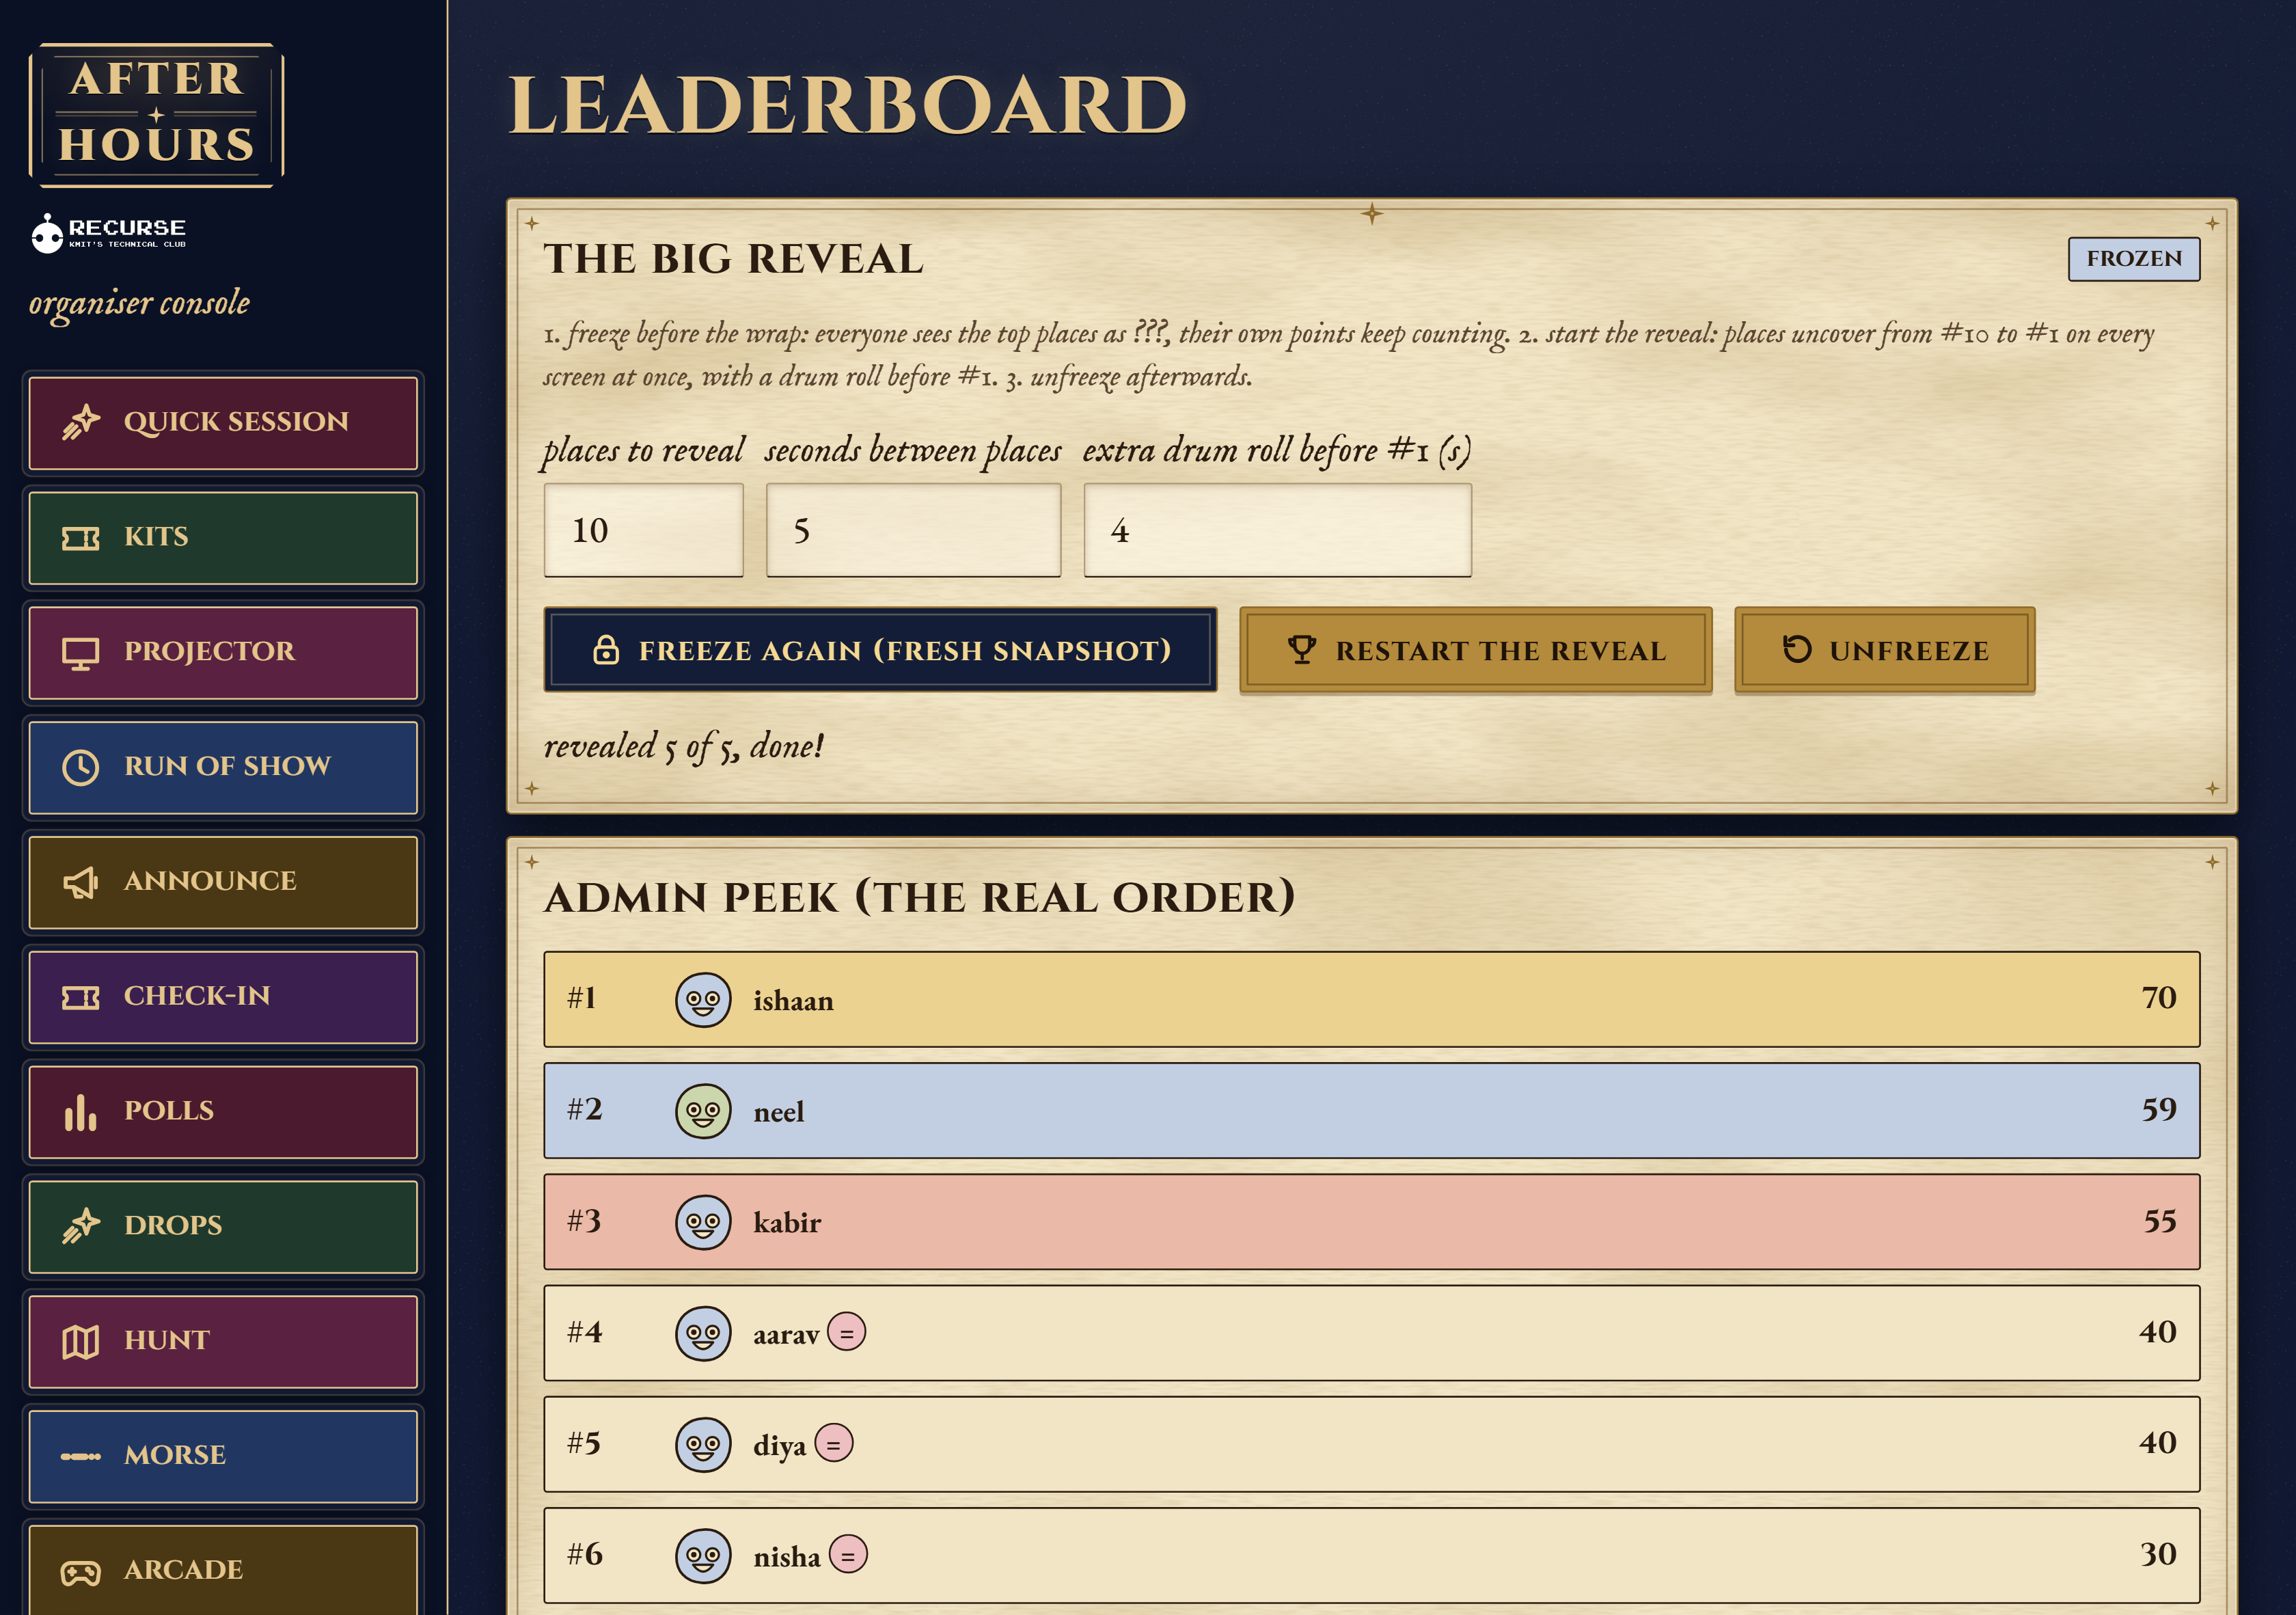 AFTER
HOURS
RECURSE
KMIT'S TECHNICAL CLUB
organiser console
QUICK SESSION
KITS
PROJECTOR
RUN OF SHOW
ANNOUNCE
CHECK-IN
POLLS
DROPS
HUNT
MORSE
ARCADE
LEADERBOARD
THE BIG REVEAL
FROZEN
1. freeze before the wrap: everyone sees the top places as ???, their own points keep counting. 2. start the reveal: places uncover from #10 to #1 on every
screen at once, with a drum roll before #1. 3. unfreeze afterwards.
places to reveal seconds between places extra drum roll before #1 (s)
10 5 4
FREEZE AGAIN (FRESH SNAPSHOT) RESTART THE REVEAL UNFREEZE
revealed 5 of 5, done!
ADMIN PEEK (THE REAL ORDER)
#1 ishaan 70
#2 neel 59
#3 kabir 55
#4 aarav = 40
#5 diya = 40
#6 nisha = 30